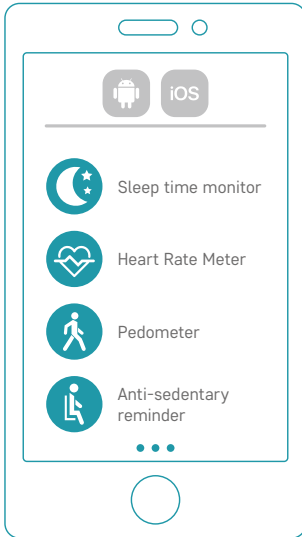 iOS
Sleep time monitor
Heart Rate Meter
Pedometer
Anti-sedentary
reminder